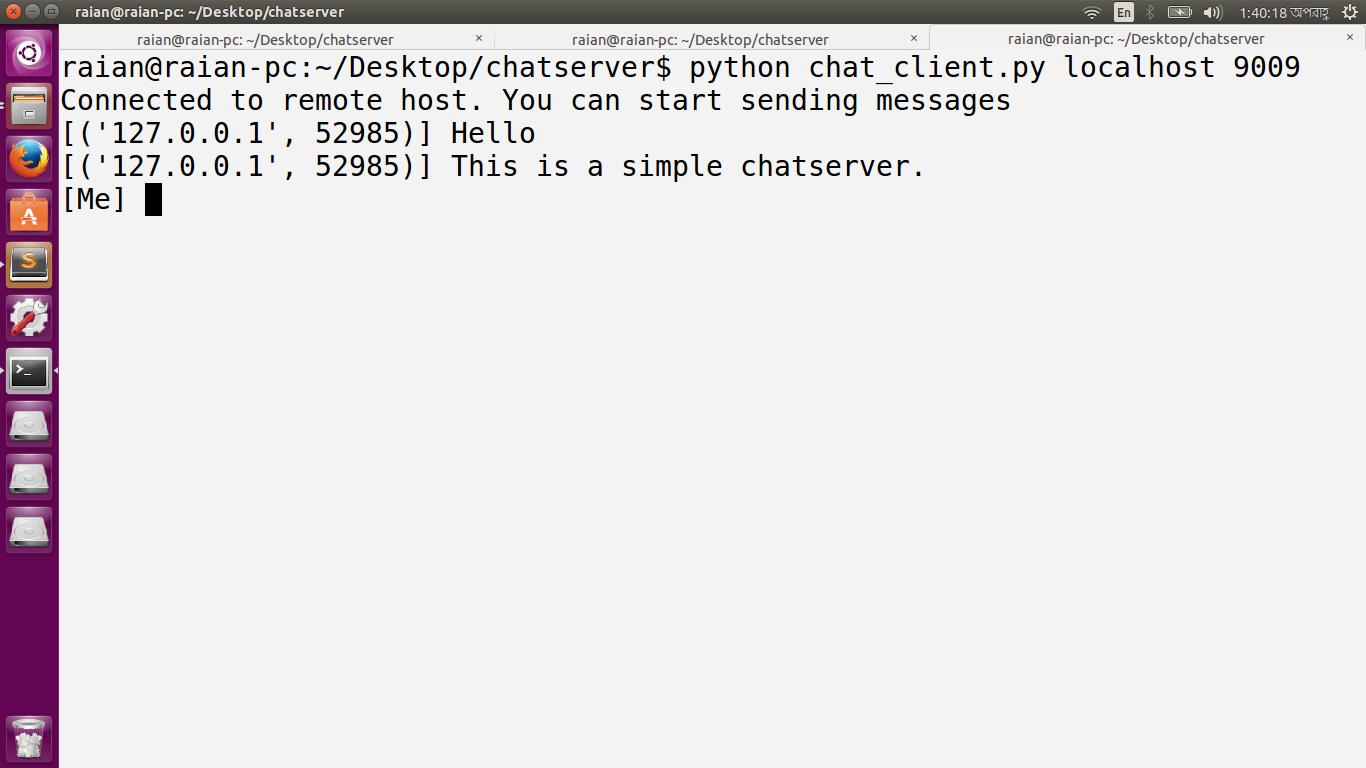 raian@raian-pc: ~/Desktop/chatserver
En
1:40:18 অপরাহ্ণ
raian@raian-pc: ~/Desktop/chatserver ×
raian@raian-pc: ~/Desktop/chatserver ×
raian@raian-pc: ~/Desktop/chatserver ×
raian@raian-pc:~/Desktop/chatserver$ python chat_client.py localhost 9009
Connected to remote host. You can start sending messages
[('127.0.0.1', 52985)] Hello
[('127.0.0.1', 52985)] This is a simple chatserver.
[Me]